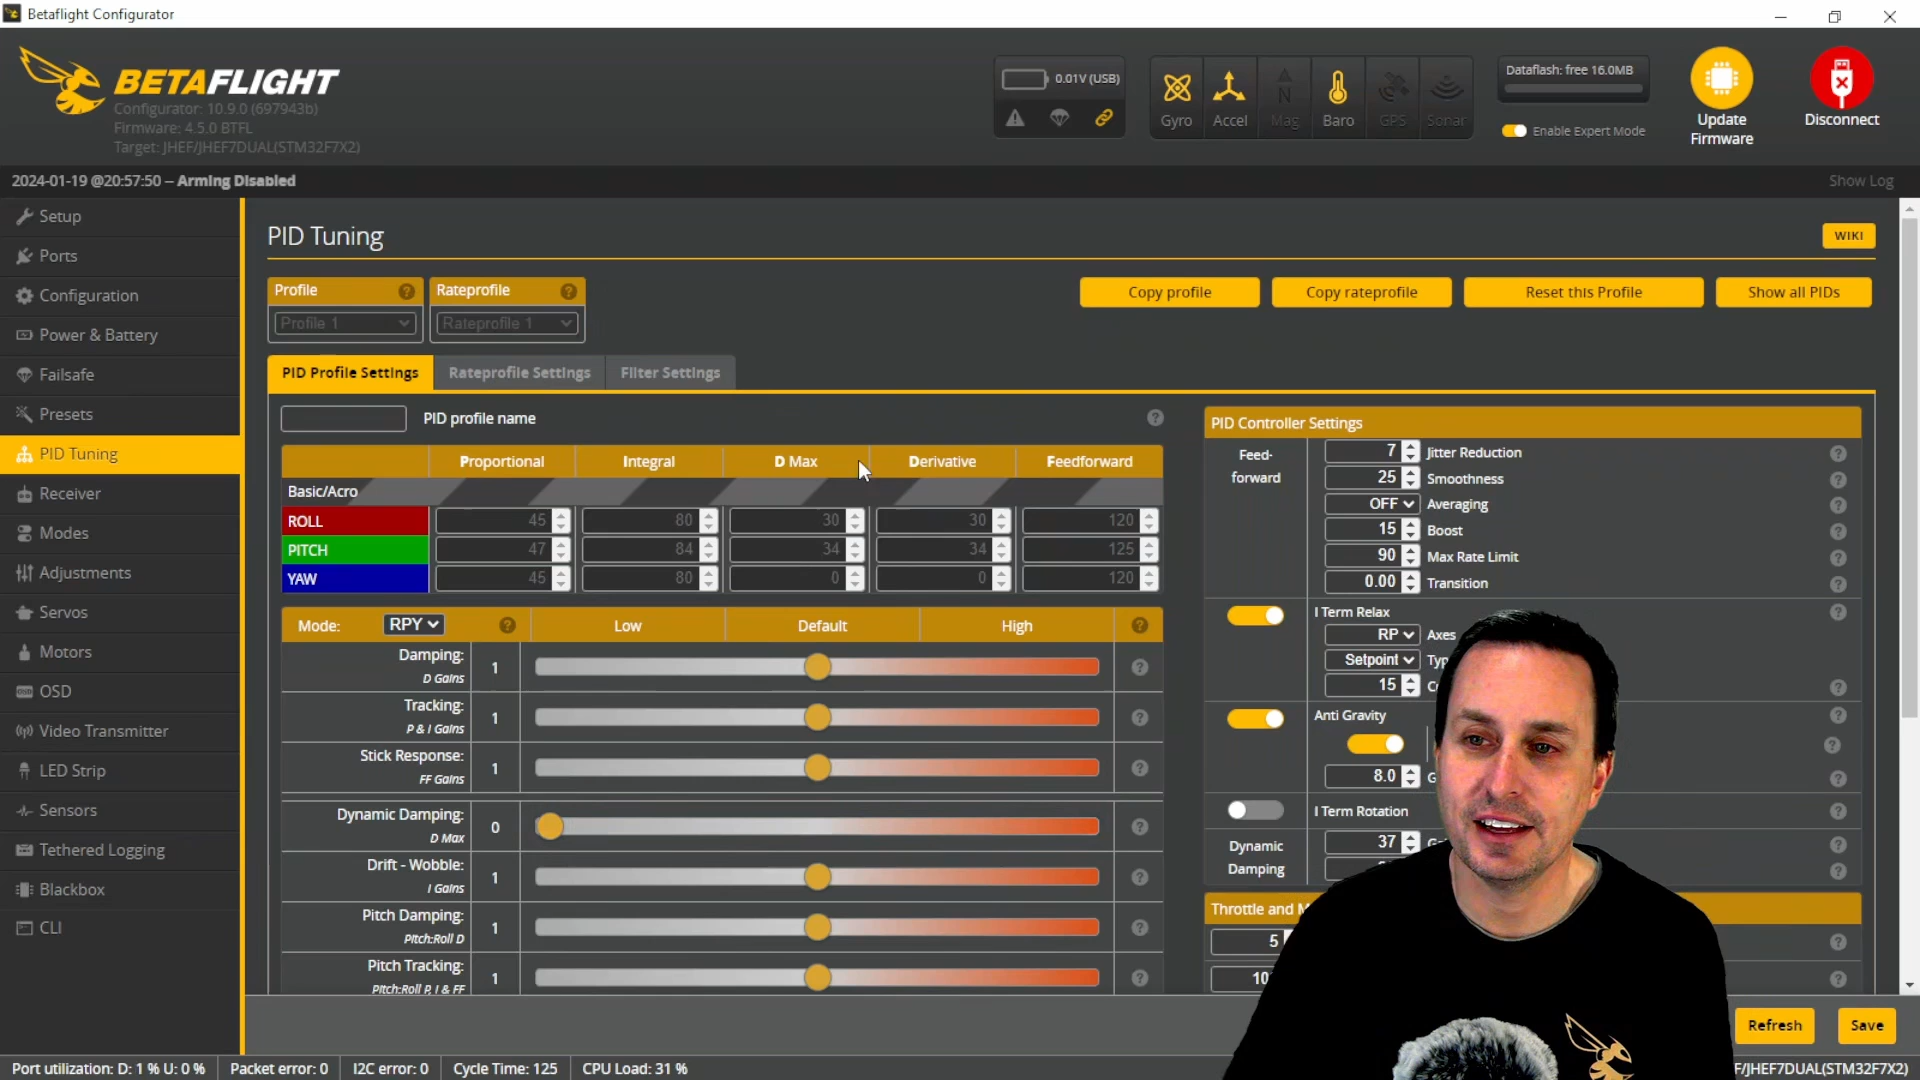 Betaflight Configurator
BETAFLIGHT
Configurator: 10.9.0 (697943b)
Firmware: 4.5.0 BTFL
Target: JHEF/JHEF7DUAL(STM32F7X2)
0.01V (USB)
Gyro
Accel
Mag
Baro
GPS
Sonar
Dataflash: free 16.0MB
Enable Expert Mode
Update
Firmware
Disconnect
2024-01-19 @20:57:50 – Arming Disabled
Show Log
Setup
Ports
Configuration
Power & Battery
Failsafe
Presets
PID Tuning
Receiver
Modes
Adjustments
Servos
Motors
OSD
Video Transmitter
LED Strip
Sensors
Tethered Logging
Blackbox
CLI
PID Tuning
WIKI
Profile
Profile 1
Rateprofile
Rateprofile 1
Copy profile
Copy rateprofile
Reset this Profile
Show all PIDs
PID Profile Settings
Rateprofile Settings
Filter Settings
PID profile name
Proportional Integral D Max Derivative Feedforward
Basic/Acro
ROLL 45 80 30 30 120
PITCH 47 84 34 34 125
YAW 45 80 0 0 120
Mode: RPY Low Default High
Damping: 1
D Gains
Tracking: 1
P & I Gains
Stick Response: 1
FF Gains
Dynamic Damping: 0
D Max
Drift - Wobble: 1
I Gains
Pitch Damping: 1
Pitch:Roll D
Pitch Tracking: 1
Pitch:Roll P, I & FF
PID Controller Settings
Feed-
forward
7 Jitter Reduction
25 Smoothness
OFF Averaging
15 Boost
90 Max Rate Limit
0.00 Transition
I Term Relax
RP Axes
Setpoint
15
Anti Gravity
8.0
I Term Rotation
Dynamic
Damping
37
Throttle and
5
Refresh
Save
Port utilization: D: 1 % U: 0 %
Packet error: 0
I2C error: 0
Cycle Time: 125
CPU Load: 31 %
F/JHEF7DUAL(STM32F7X2)